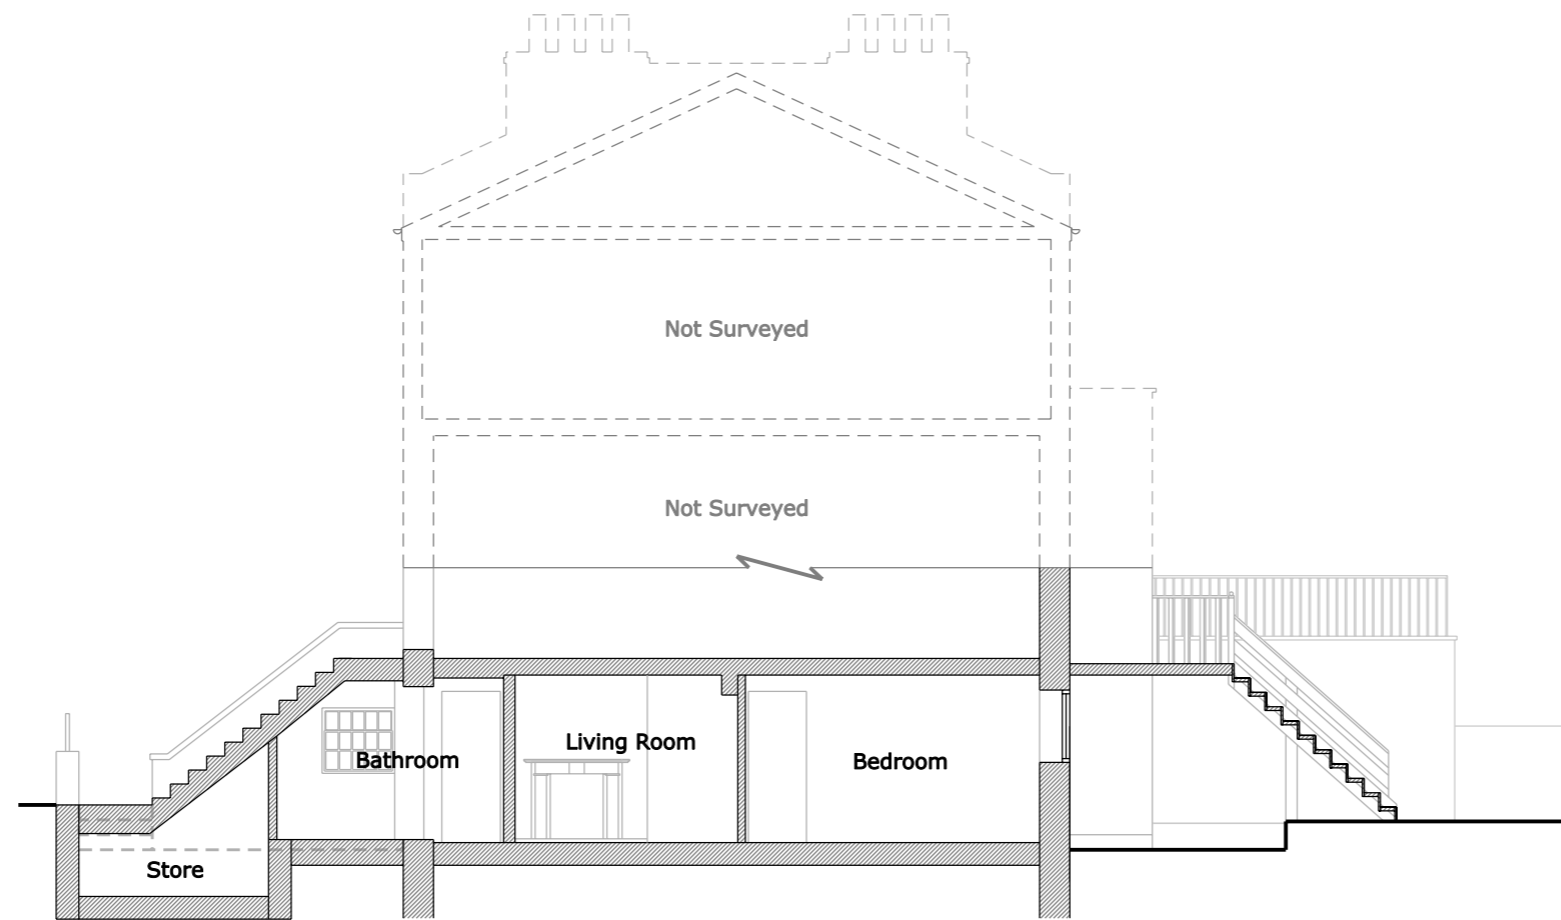 Not Surveyed
Not Surveyed
Bathroom
Living Room
Bedroom
Store